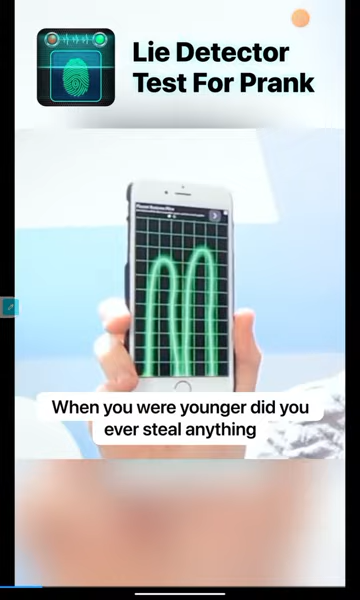 Lie Detector
Test For Prank
When you were younger did you
ever steal anything